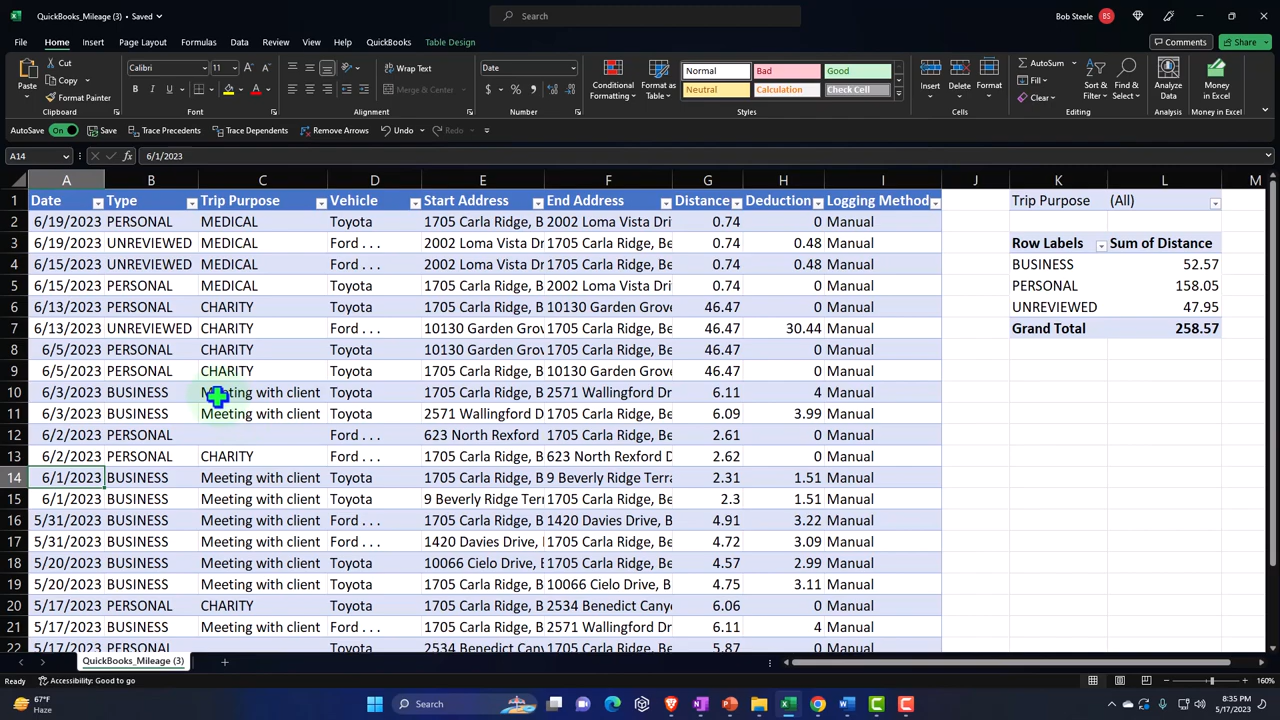 QuickBooks_Mileage (3) • Saved
Search
Bob Steele BS
File Home Insert Page Layout Formulas Data Review View Help QuickBooks Table Design Comments Share
Paste Cut Copy Format Painter
Calibri 11 Wrap Text Merge & Center
Date
Conditional Formatting Format as Table Normal Bad Good Neutral Calculation Check Cell
Insert Delete Format AutoSum Fill Clear Sort & Filter Find & Select Analyze Data Money in Excel
Clipboard Font Alignment Number Styles Cells Editing Analysis Money in Excel
AutoSave On Save Trace Precedents Trace Dependents Remove Arrows Undo Redo
A14 fx 6/1/2023
A B C D E F G H I J K L M
1 Date Type Trip Purpose Vehicle Start Address End Address Distance Deduction Logging Method Trip Purpose (All)
2 6/19/2023 PERSONAL MEDICAL Toyota 1705 Carla Ridge, B 2002 Loma Vista Dri 0.74 0 Manual
3 6/19/2023 UNREVIEWED MEDICAL Ford . . . 2002 Loma Vista Dr 1705 Carla Ridge, Be 0.74 0.48 Manual Row Labels Sum of Distance
4 6/15/2023 UNREVIEWED MEDICAL Ford . . . 2002 Loma Vista Dr 1705 Carla Ridge, Be 0.74 0.48 Manual BUSINESS 52.57
5 6/15/2023 PERSONAL MEDICAL Toyota 1705 Carla Ridge, B 2002 Loma Vista Dri 0.74 0 Manual PERSONAL 158.05
6 6/13/2023 PERSONAL CHARITY Toyota 1705 Carla Ridge, B 10130 Garden Grove 46.47 0 Manual UNREVIEWED 47.95
7 6/13/2023 UNREVIEWED CHARITY Ford . . . 10130 Garden Grov 1705 Carla Ridge, Be 46.47 30.44 Manual Grand Total 258.57
8 6/5/2023 PERSONAL CHARITY Toyota 10130 Garden Grov 1705 Carla Ridge, Be 46.47 0 Manual
9 6/5/2023 PERSONAL CHARITY Toyota 1705 Carla Ridge, B 10130 Garden Grove 46.47 0 Manual
10 6/3/2023 BUSINESS Meeting with client Toyota 1705 Carla Ridge, B 2571 Wallingford Dr 6.11 4 Manual
11 6/3/2023 BUSINESS Meeting with client Toyota 2571 Wallingford D 1705 Carla Ridge, Be 6.09 3.99 Manual
12 6/2/2023 PERSONAL Ford . . . 623 North Rexford 1705 Carla Ridge, Be 2.61 0 Manual
13 6/2/2023 PERSONAL CHARITY Toyota 1705 Carla Ridge, B 623 North Rexford D 2.62 0 Manual
14 6/1/2023 BUSINESS Meeting with client Toyota 1705 Carla Ridge, B 9 Beverly Ridge Terra 2.31 1.51 Manual
15 6/1/2023 BUSINESS Meeting with client Toyota 9 Beverly Ridge Terr 1705 Carla Ridge, Be 2.3 1.51 Manual
16 5/31/2023 BUSINESS Meeting with client Ford . . . 1705 Carla Ridge, B 1420 Davies Drive, B 4.91 3.22 Manual
17 5/31/2023 BUSINESS Meeting with client Ford . . . 1420 Davies Drive, 1705 Carla Ridge, Be 4.72 3.09 Manual
18 5/20/2023 BUSINESS Meeting with client Toyota 10066 Cielo Drive, B 1705 Carla Ridge, Be 4.57 2.99 Manual
19 5/20/2023 BUSINESS Meeting with client Toyota 1705 Carla Ridge, B 10066 Cielo Drive, B 4.75 3.11 Manual
20 5/17/2023 PERSONAL CHARITY Toyota 1705 Carla Ridge, B 2534 Benedict Canyo 6.06 0 Manual
21 5/17/2023 BUSINESS Meeting with client Ford . . . 1705 Carla Ridge, B 2571 Wallingford Dr 6.11 4 Manual
22 5/17/2023 PERSONAL Toyota 2534 Benedict Cany 1705 Carla Ridge, Be 5.87 0 Manual
QuickBooks_Mileage (3)
Ready Accessibility: Good to go 160%
67°F
Haze
Search
8:35 PM
5/17/2023